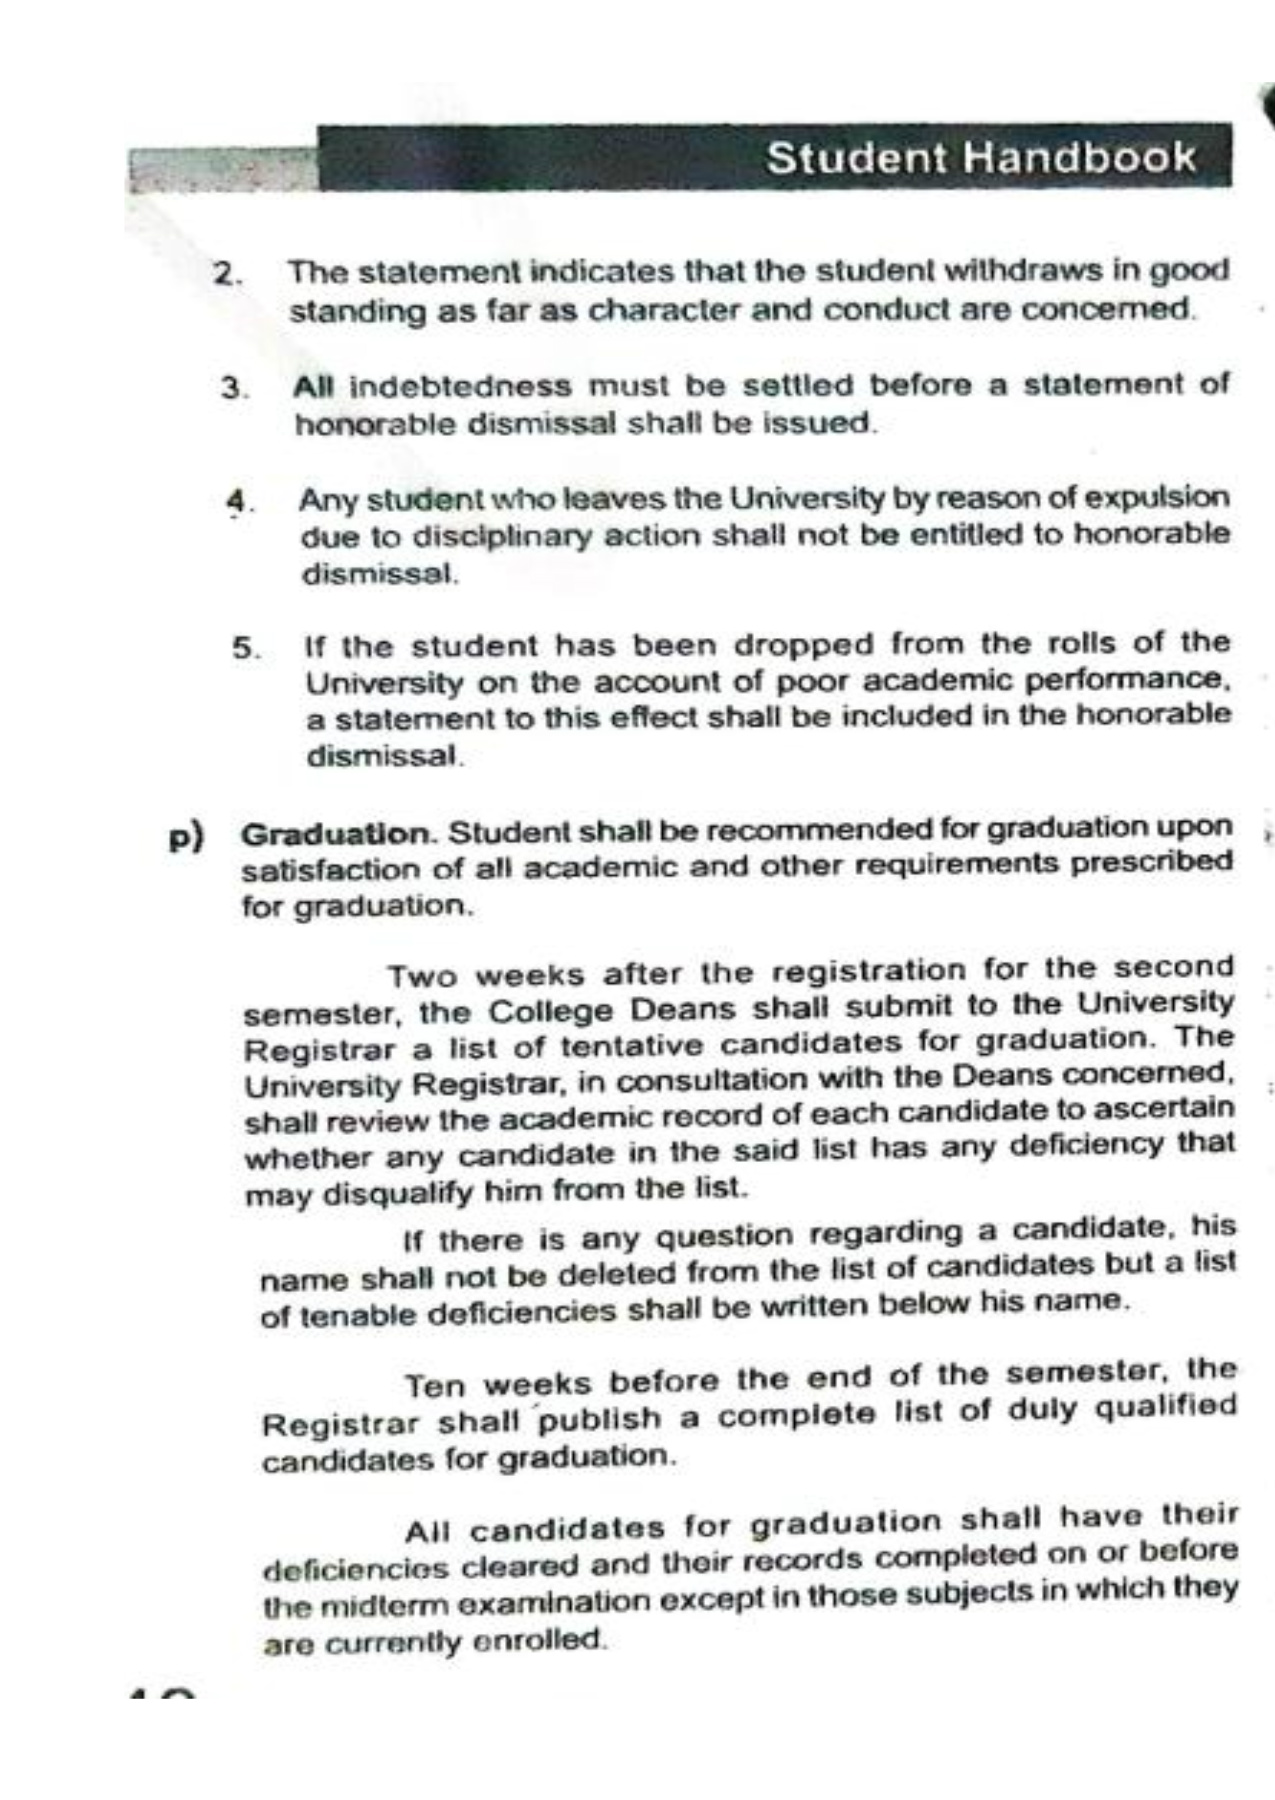 Student Handbook
2. The statement indicates that the student withdraws in good
standing as far as character and conduct are concerned.
3. All indebtedness must be settled before a statement of
honorable dismissal shall be issued.
4. Any student who leaves the University by reason of expulsion
due to disciplinary action shall not be entitled to honorable
dismissal.
5. If the student has been dropped from the rolls of the
University on the account of poor academic performance,
a statement to this effect shall be included in the honorable
dismissal.
p) Graduation. Student shall be recommended for graduation upon
satisfaction of all academic and other requirements prescribed
for graduation.
Two weeks after the registration for the second
semester, the College Deans shall submit to the University
Registrar a list of tentative candidates for graduation. The
University Registrar, in consultation with the Deans concerned,
shall review the academic record of each candidate to ascertain
whether any candidate in the said list has any deficiency that
may disqualify him from the list.
If there is any question regarding a candidate, his
name shall not be deleted from the list of candidates but a list
of tenable deficiencies shall be written below his name.
Ten weeks before the end of the semester, the
Registrar shall publish a complete list of duly qualified
candidates for graduation.
All candidates for graduation shall have their
deficiencies cleared and their records completed on or before
the midterm examination except in those subjects in which they
are currently enrolled.